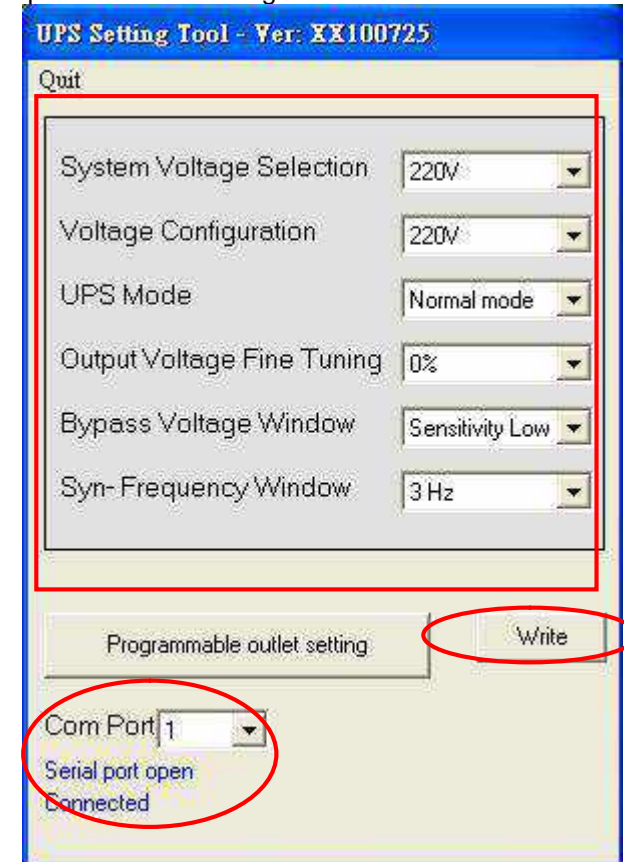 UPS Setting Tool - Ver: XX100725
Quit
System Voltage Selection 220V
Voltage Configuration 220V
UPS Mode Normal mode
Output Voltage Fine Tuning 0%
Bypass Voltage Window Sensitivity Low
Syn- Frequency Window 3 Hz
Programmable outlet setting Write
Com Port 1
Serial port open
Connected